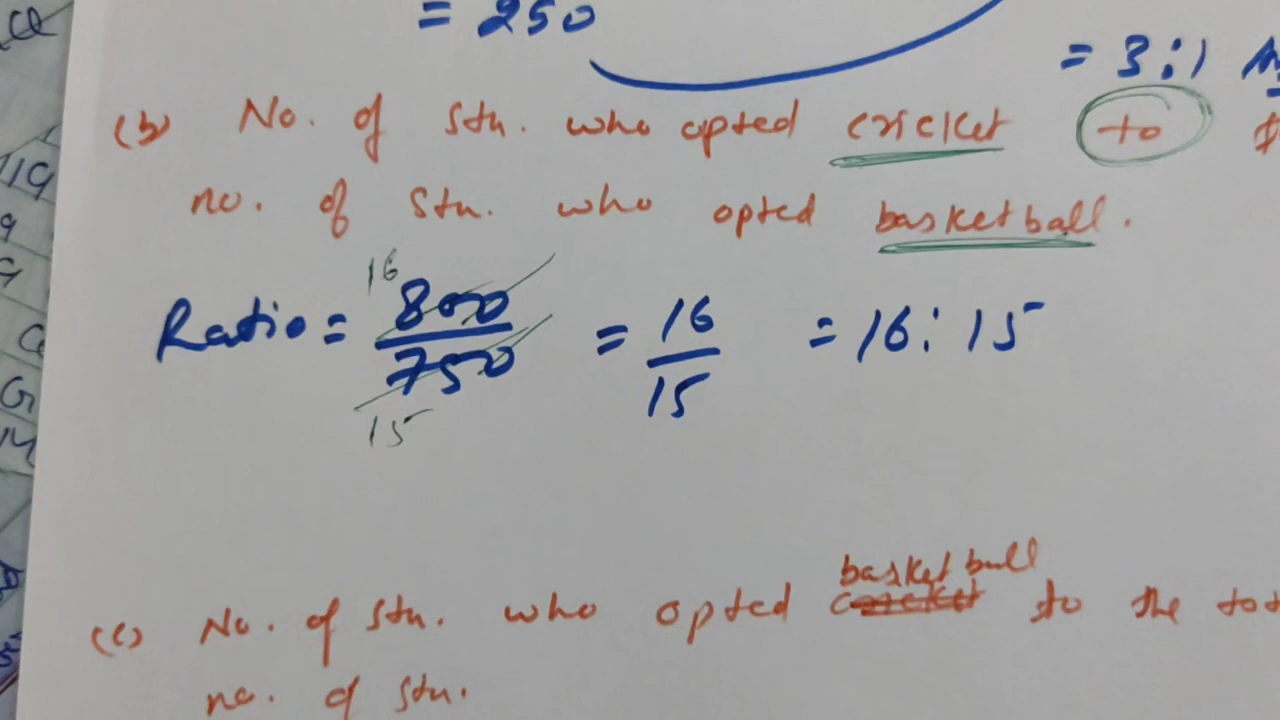 = 250
= 3:1
(b) No. of Stu. who opted cricket to
no. of Stu. who opted basketball.
16
Ratio = 800/750 = 16/15 = 16:15
15
basketball
(c) No. of Stu. who opted cricket to the
no. of Stu.